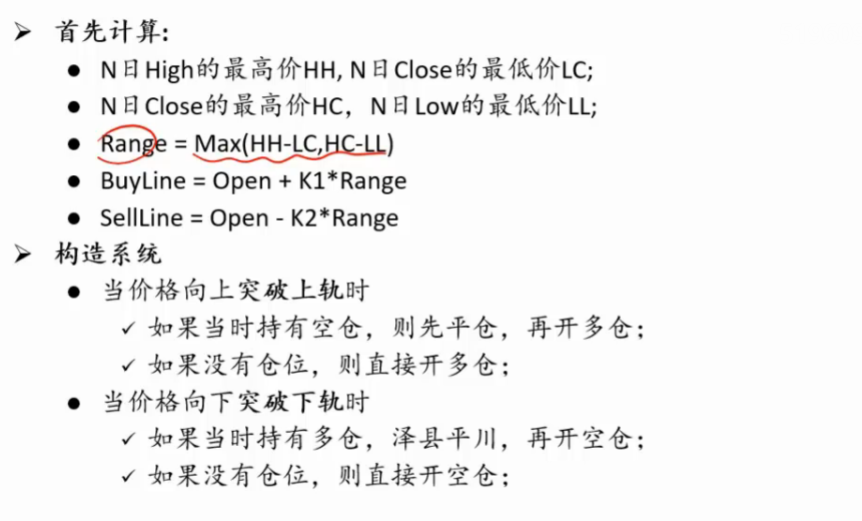 ➢ 首先计算:
● N日High的最高价HH, N日Close的最低价LC;
● N日Close的最高价HC，N日Low的最低价LL;
● Range = Max(HH-LC,HC-LL)
● BuyLine = Open + K1*Range
● SellLine = Open - K2*Range
➢ 构造系统
● 当价格向上突破上轨时
✓ 如果当时持有空仓，则先平仓，再开多仓；
✓ 如果没有仓位，则直接开多仓；
● 当价格向下突破下轨时
✓ 如果当时持有多仓，泽县平川，再开空仓；
✓ 如果没有仓位，则直接开空仓；